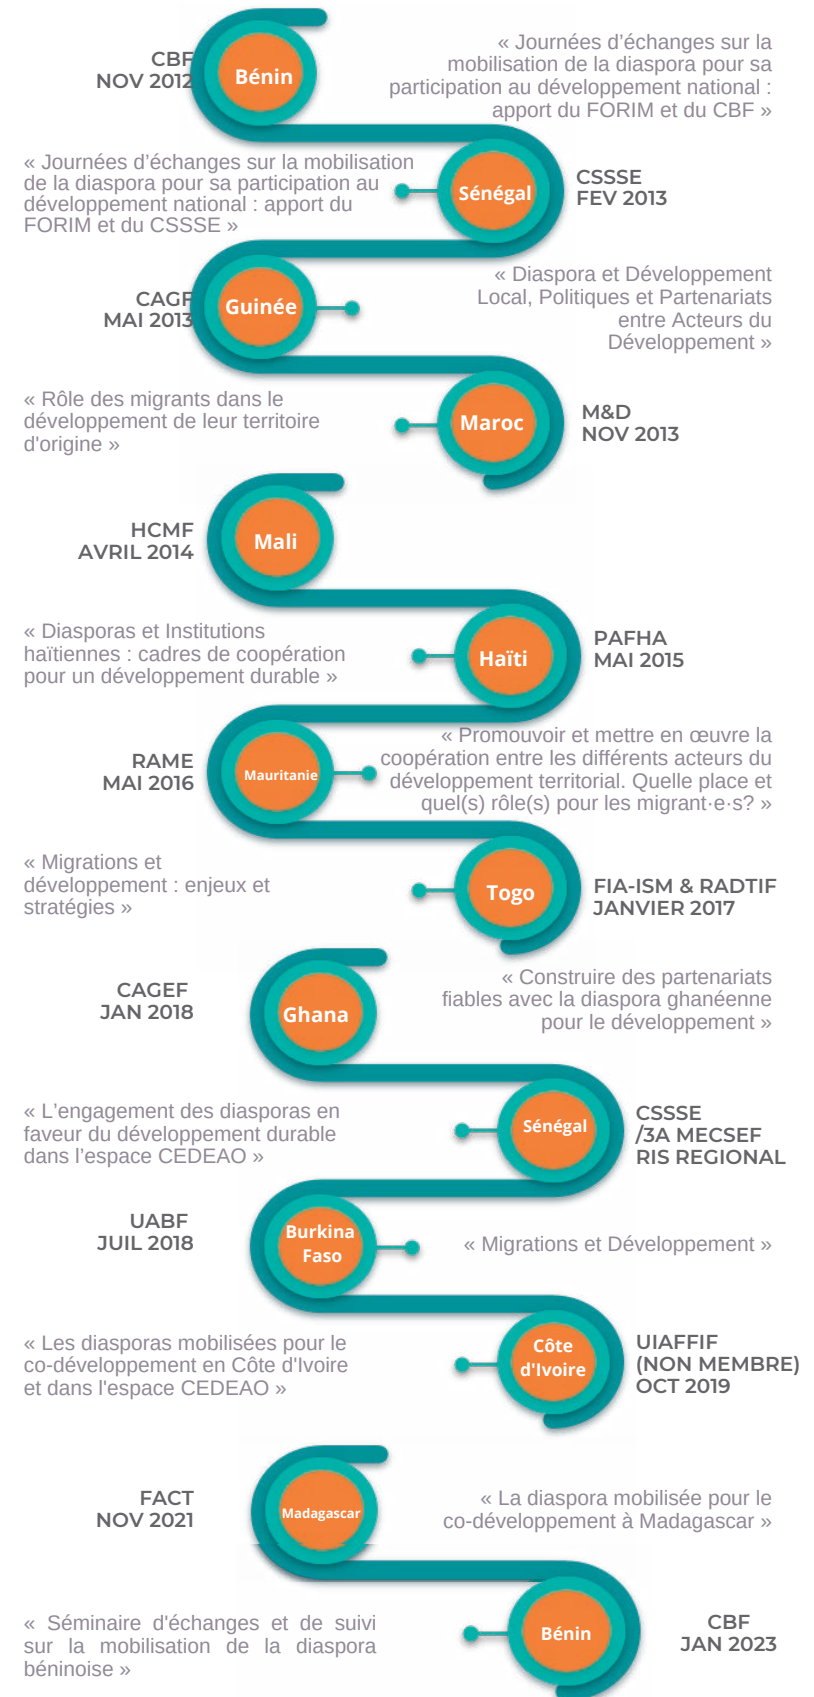 CBF
NOV 2012
Bénin
« Journées d'échanges sur la
mobilisation de la diaspora pour sa
participation au développement national :
apport du FORIM et du CBF »
« Journées d'échanges sur la mobilisation
de la diaspora pour sa participation au
développement national : apport du
FORIM et du CSSSE »
Sénégal
CSSSE
FEV 2013
CAGF
MAI 2013
Guinée
« Diaspora et Développement
Local, Politiques et Partenariats
entre Acteurs du
Développement »
« Rôle des migrants dans le
développement de leur territoire
d'origine »
Maroc
M&D
NOV 2013
HCMF
AVRIL 2014
Mali
« Diasporas et Institutions
haïtiennes : cadres de coopération
pour un développement durable »
Haïti
PAFHA
MAI 2015
RAME
MAI 2016
Mauritanie
« Promouvoir et mettre en œuvre la
coopération entre les différents acteurs du
développement territorial. Quelle place et
quel(s) rôle(s) pour les migrant·e·s? »
« Migrations et
développement : enjeux et
stratégies »
Togo
FIA-ISM & RADTIF
JANVIER 2017
CAGEF
JAN 2018
Ghana
« Construire des partenariats
fiables avec la diaspora ghanéenne
pour le développement »
« L'engagement des diasporas en
faveur du développement durable
dans l'espace CEDEAO »
Sénégal
CSSSE
/3A MECSEF
RIS REGIONAL
UABF
JUIL 2018
Burkina
Faso
« Migrations et Développement »
« Les diasporas mobilisées pour le
co-développement en Côte d'Ivoire
et dans l'espace CEDEAO »
Côte
d'Ivoire
UIAFFIF
(NON MEMBRE)
OCT 2019
FACT
NOV 2021
Madagascar
« La diaspora mobilisée pour le
co-développement à Madagascar »
« Séminaire d'échanges et de suivi
sur la mobilisation de la diaspora
béninoise »
Bénin
CBF
JAN 2023